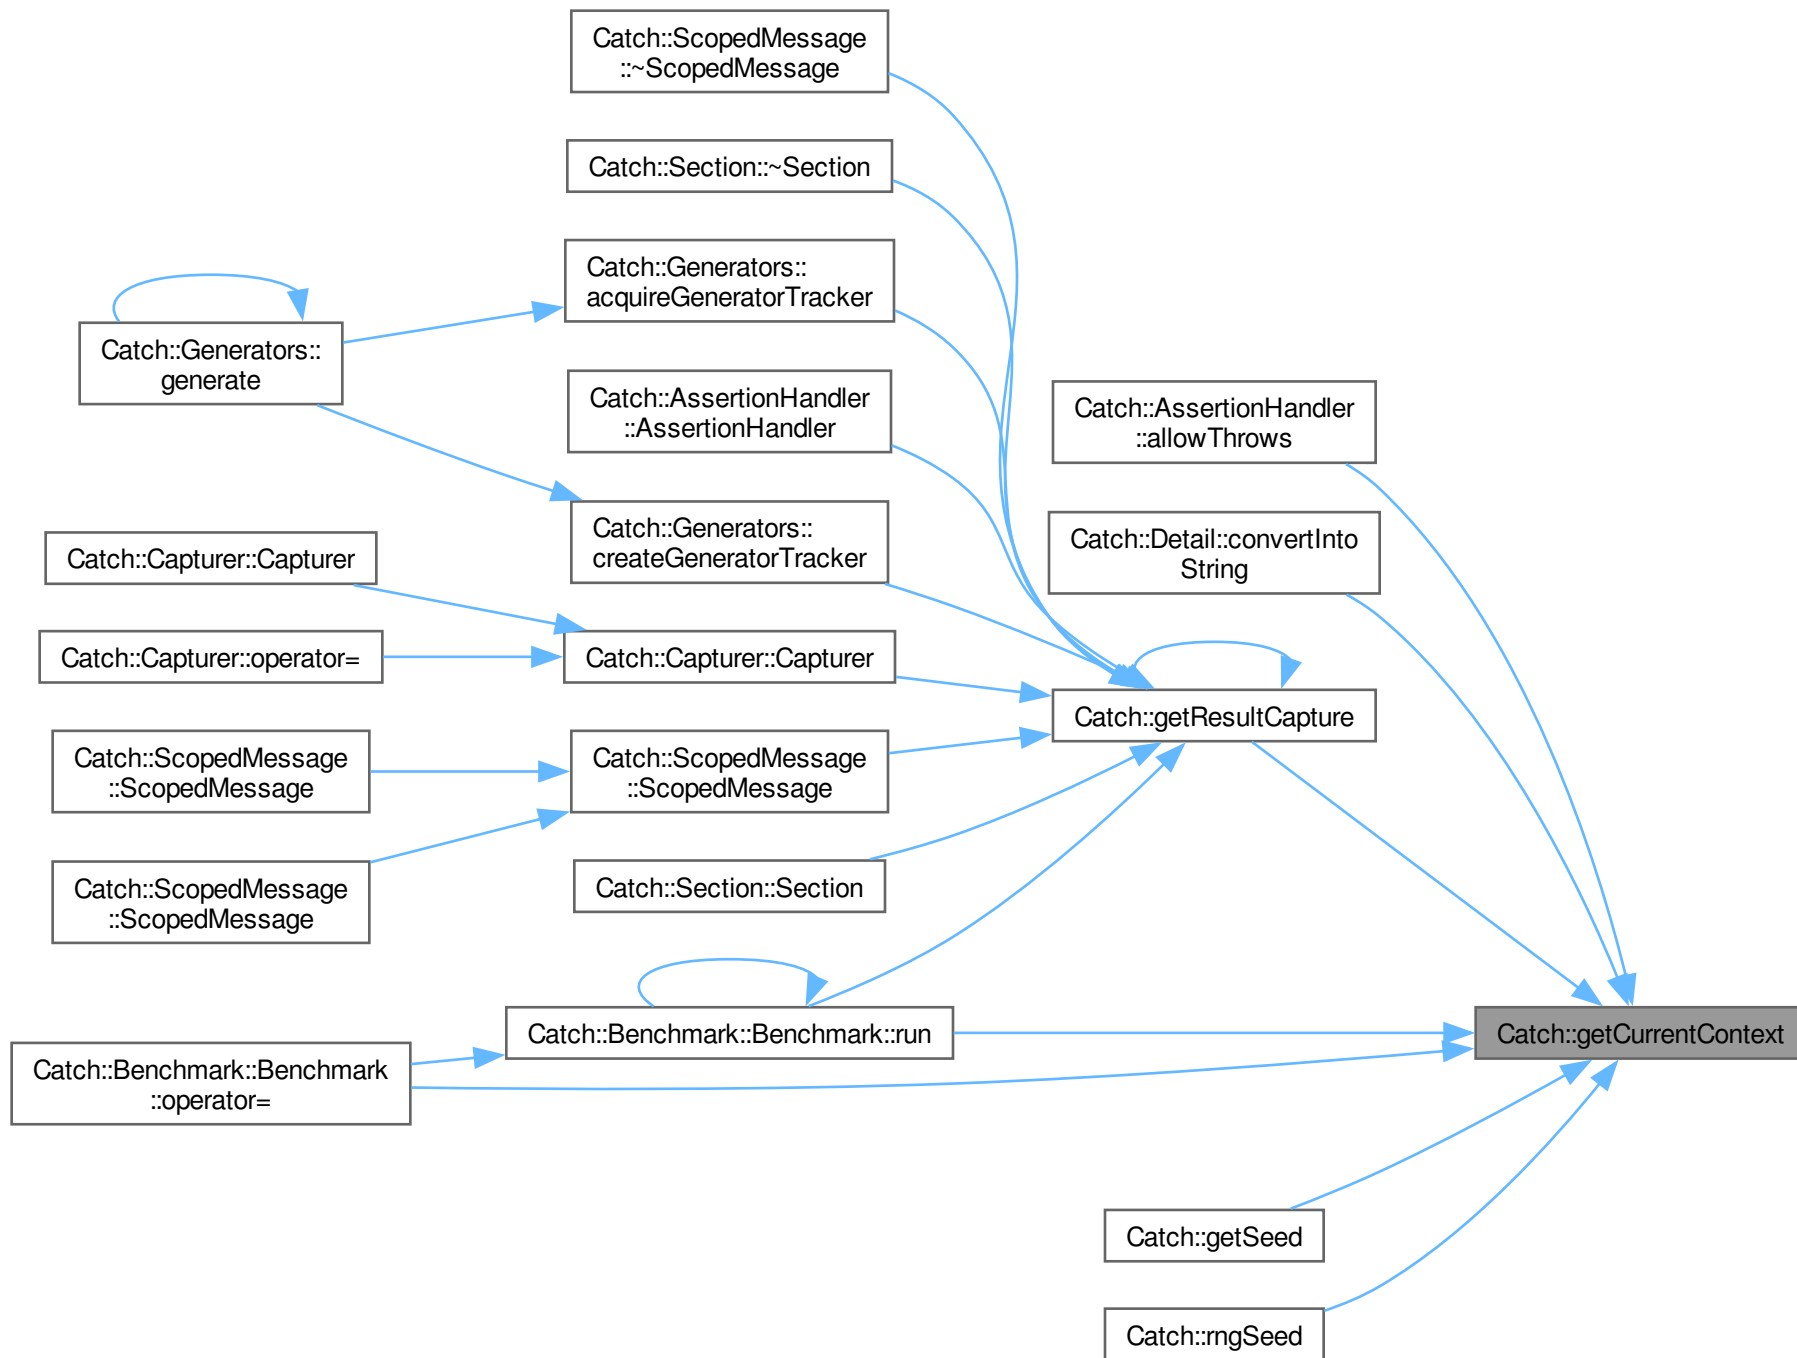 Catch::ScopedMessage
::~ScopedMessage
Catch::Section::~Section
Catch::Generators::
acquireGeneratorTracker
Catch::Generators::
generate
Catch::AssertionHandler
::AssertionHandler
Catch::AssertionHandler
::allowThrows
Catch::Generators::
createGeneratorTracker
Catch::Detail::convertInto
String
Catch::Capturer::Capturer
Catch::Capturer::operator=
Catch::Capturer::Capturer
Catch::getResultCapture
Catch::ScopedMessage
::ScopedMessage
Catch::ScopedMessage
::ScopedMessage
Catch::ScopedMessage
::ScopedMessage
Catch::Section::Section
Catch::Benchmark::Benchmark::run
Catch::getCurrentContext
Catch::Benchmark::Benchmark
::operator=
Catch::getSeed
Catch::rngSeed